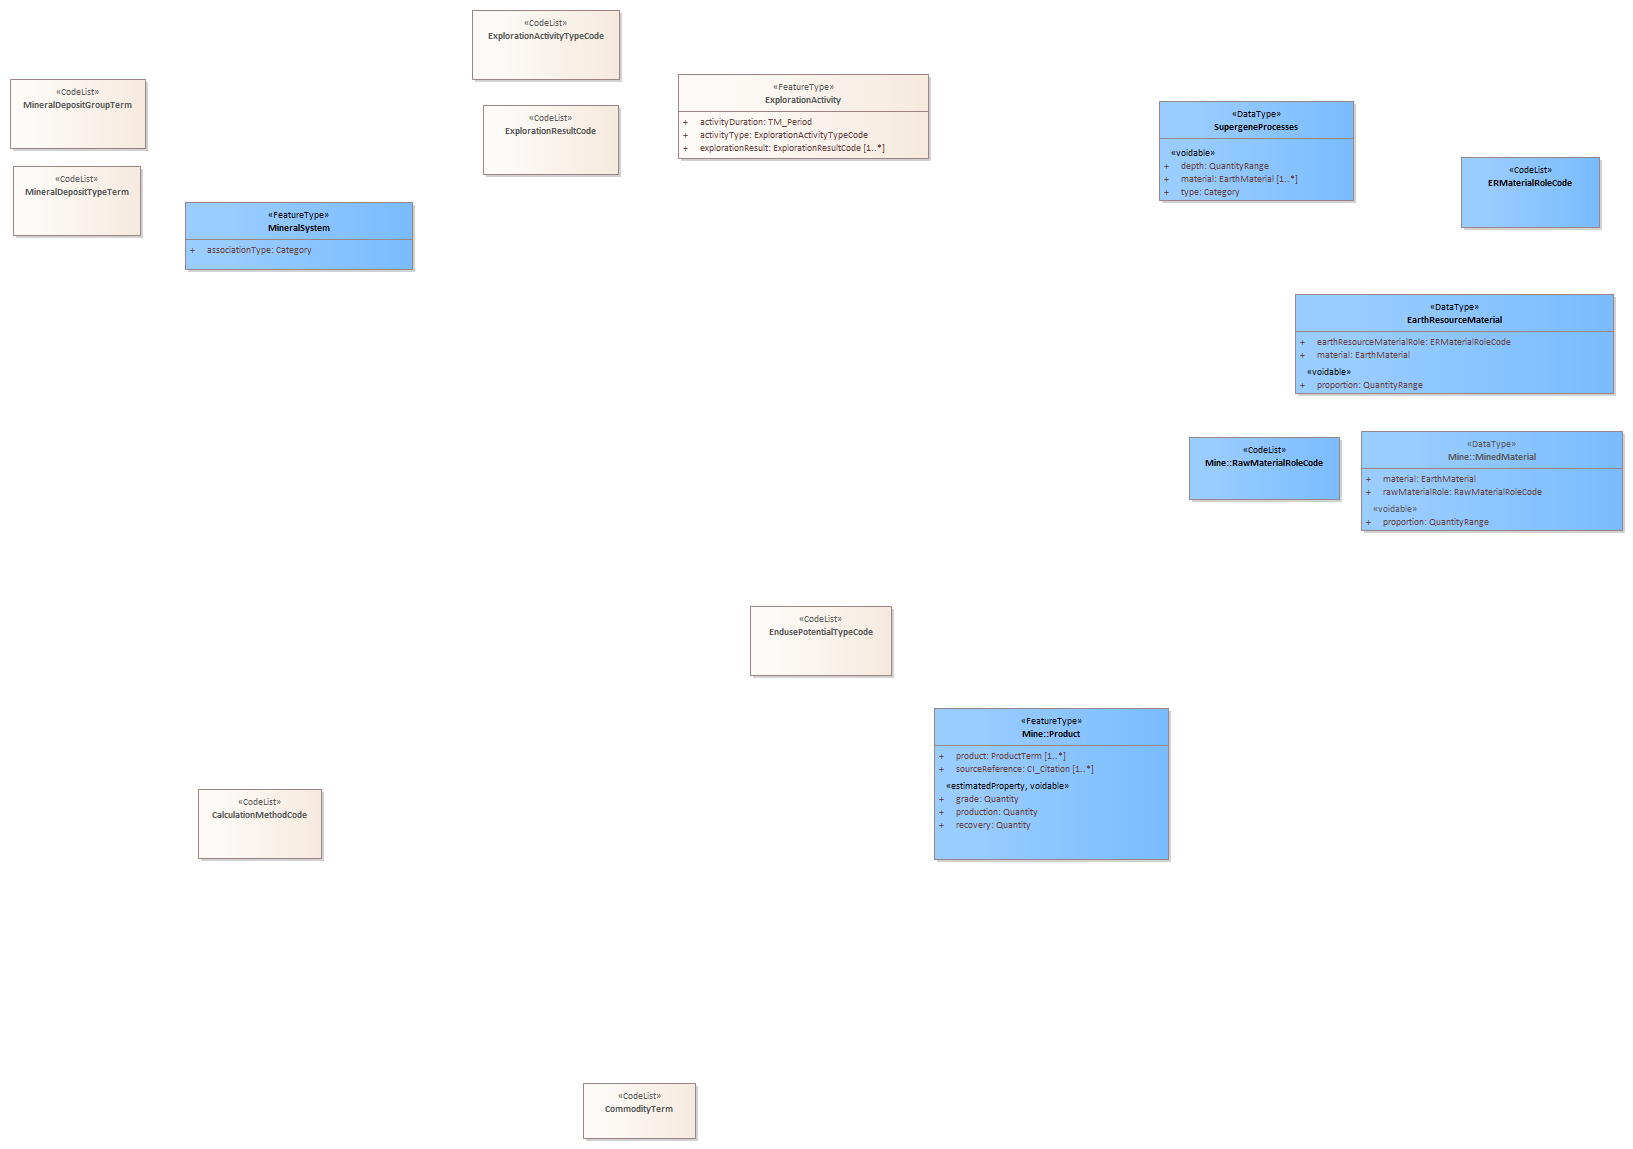 «CodeList»
ExplorationActivityTypeCode
«CodeList»
MineralDepositGroupTerm
«CodeList»
ExplorationResultCode
«FeatureType»
ExplorationActivity
+ activityDuration: TM_Period
+ activityType: ExplorationActivityTypeCode
+ explorationResult: ExplorationResultCode [1..*]
«DataType»
SupergeneProcesses
«voidable»
+ depth: QuantityRange
+ material: EarthMaterial [1..*]
+ type: Category
«CodeList»
ERMaterialRoleCode
«CodeList»
MineralDepositTypeTerm
«FeatureType»
MineralSystem
+ associationType: Category
«DataType»
EarthResourceMaterial
+ earthResourceMaterialRole: ERMaterialRoleCode
+ material: EarthMaterial
«voidable»
+ proportion: QuantityRange
«CodeList»
Mine::RawMaterialRoleCode
«DataType»
Mine::MinedMaterial
+ material: EarthMaterial
+ rawMaterialRole: RawMaterialRoleCode
«voidable»
+ proportion: QuantityRange
«CodeList»
EndusePotentialTypeCode
«FeatureType»
Mine::Product
+ product: ProductTerm [1..*]
+ sourceReference: CI_Citation [1..*]
«estimatedProperty, voidable»
+ grade: Quantity
+ production: Quantity
+ recovery: Quantity
«CodeList»
CalculationMethodCode
«CodeList»
CommodityTerm